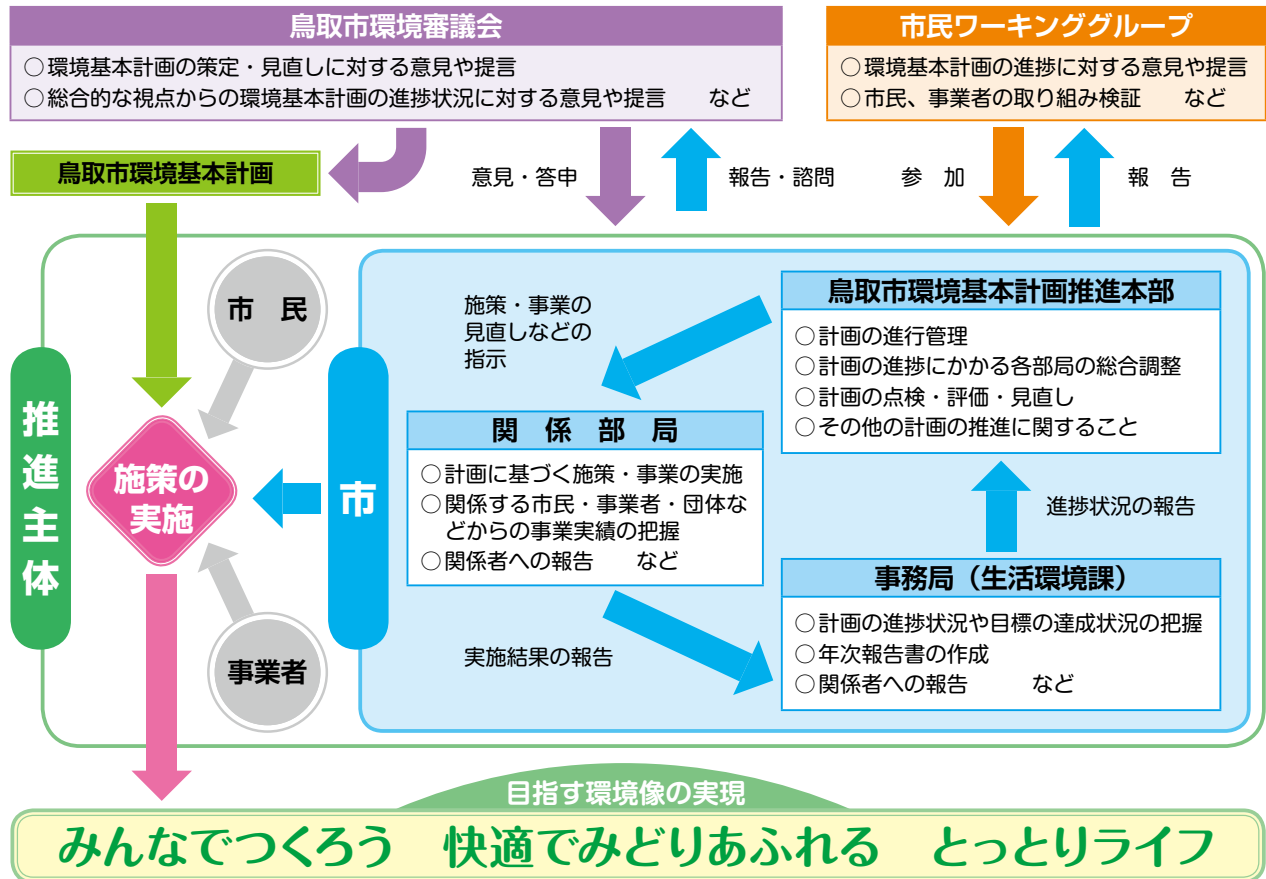 鳥取市環境審議会
○環境基本計画の策定・見直しに対する意見や提言
○総合的な視点からの環境基本計画の進捗状況に対する意見や提言　　など
市民ワーキンググループ
○環境基本計画の進捗に対する意見や提言
○市民、事業者の取り組み検証　　など
鳥取市環境基本計画
意見・答申
報告・諮問
参　加
報　告
推進主体
市　民
施策の
実施
事業者
市
施策・事業の
見直しなどの
指示
鳥取市環境基本計画推進本部
○計画の進行管理
○計画の進捗にかかる各部局の総合調整
○計画の点検・評価・見直し
○その他の計画の推進に関すること
関　係　部　局
○計画に基づく施策・事業の実施
○関係する市民・事業者・団体な
どからの事業実績の把握
○関係者への報告　　など
進捗状況の報告
実施結果の報告
事務局（生活環境課）
○計画の進捗状況や目標の達成状況の把握
○年次報告書の作成
○関係者への報告　　　など
目指す環境像の実現
みんなでつくろう　快適でみどりあふれる　とっとりライフ